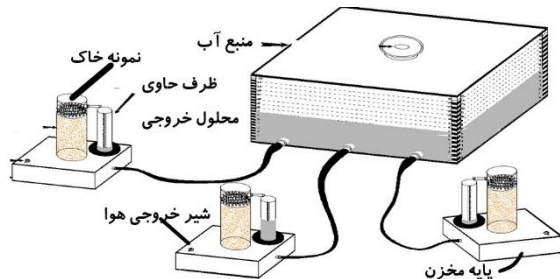 منبع آب
نمونه خاک
ظرف حاوی
محلول خروجی
شیر خروجی هوا
پایه مخزن